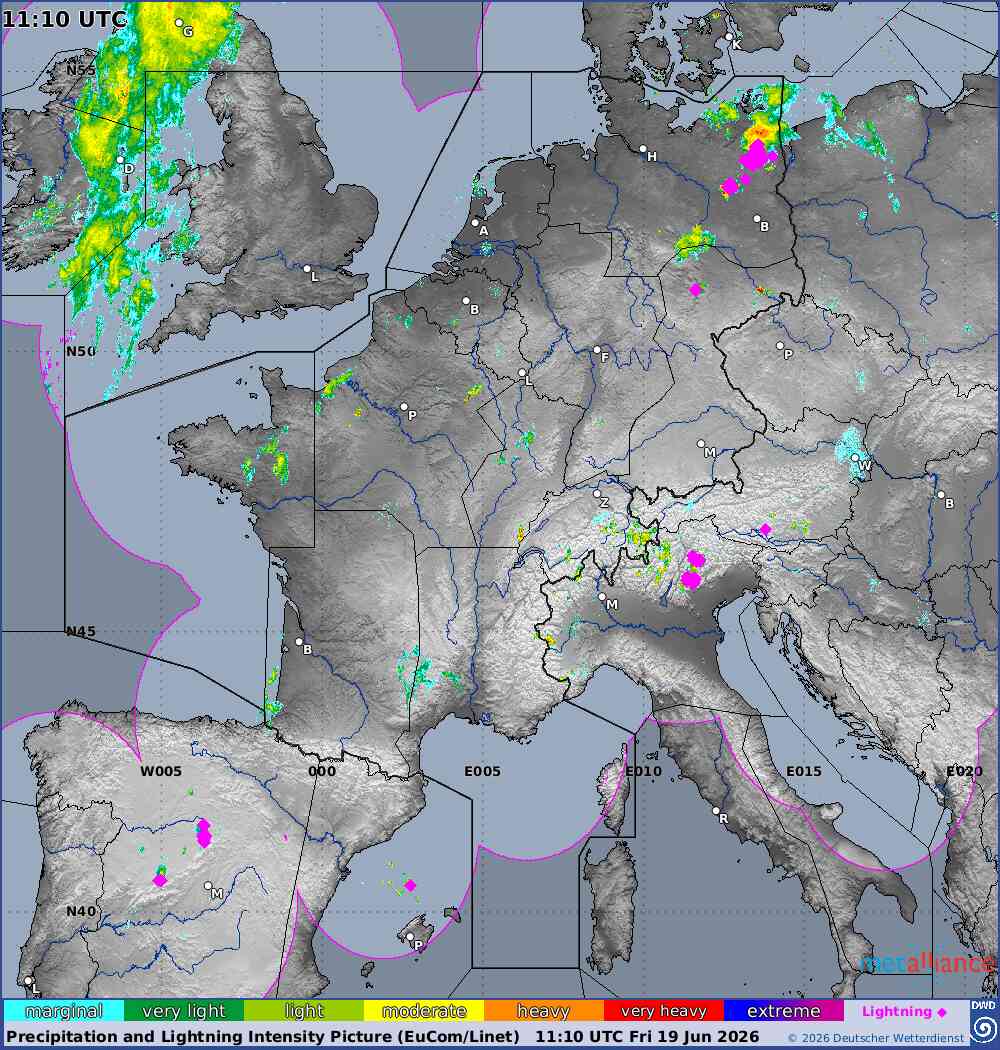 11:10 UTC
G
K
N55
H
D
A
B
L
B
N50
P
F
L
P
M
W
Z
B
M
N45
B
W005
000
E005
E010
E015
E020
R
M
N40
P
L
metalliance
marginal
very light
light
moderate
heavy
very heavy
extreme
Lightning
DWD
Precipitation and Lightning Intensity Picture (EuCom/Linet) 11:10 UTC Fri 19 Jun 2026 © 2026 Deutscher Wetterdienst